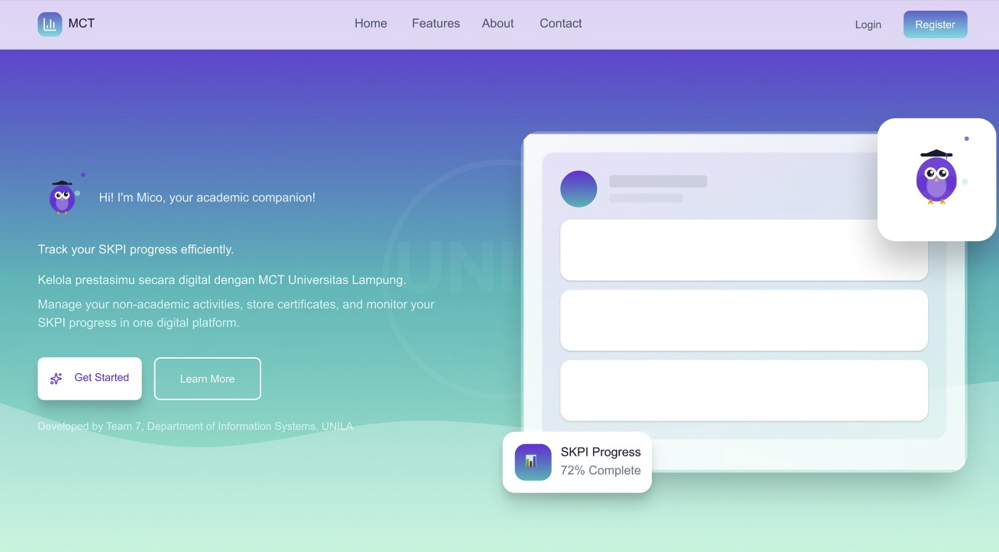 MCT
Home Features About Contact
Login Register
Hi! I'm Mico, your academic companion!
Track your SKPI progress efficiently.
Kelola prestasimu secara digital dengan MCT Universitas Lampung.
Manage your non-academic activities, store certificates, and monitor your
SKPI progress in one digital platform.
Get Started Learn More
Developed by Team 7, Department of Information Systems, UNILA
SKPI Progress
72% Complete